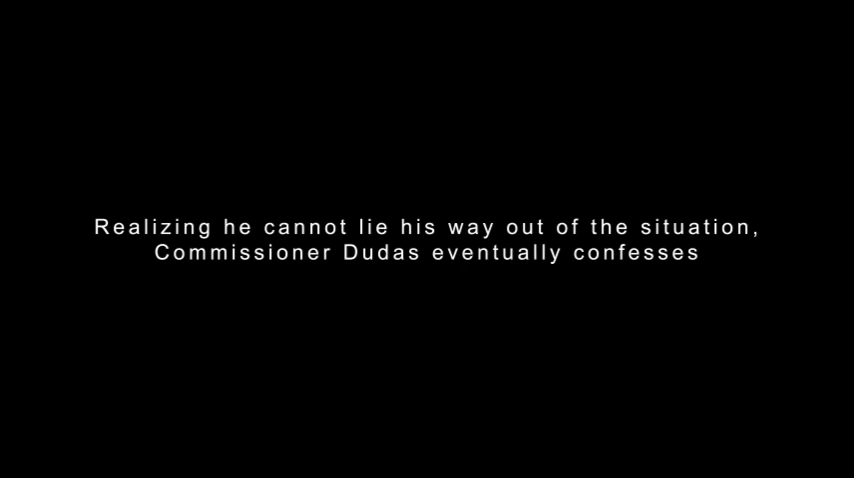 Realizing he cannot lie his way out of the situation,
Commissioner Dudas eventually confesses